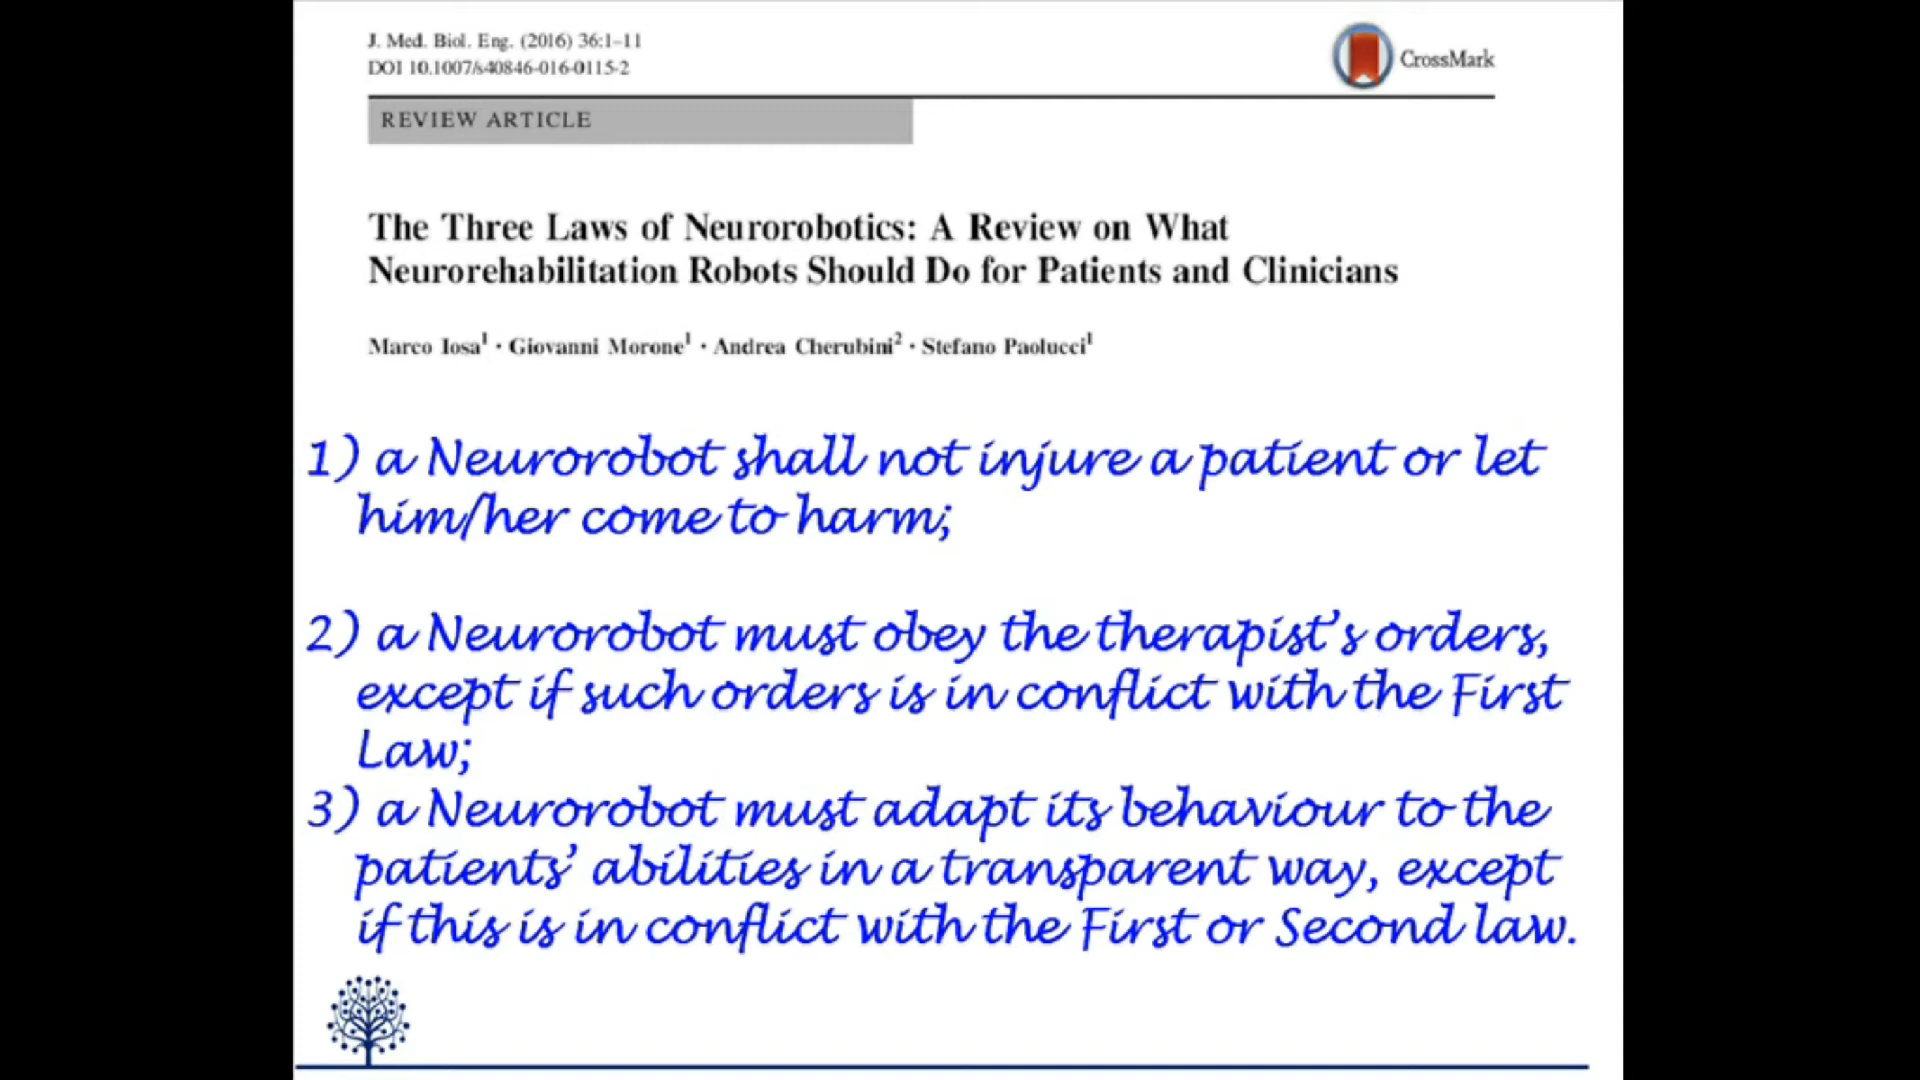 J. Med. Biol. Eng. (2016) 36:1–11
DOI 10.1007/s40846-016-0115-2
CrossMark
REVIEW ARTICLE
The Three Laws of Neurorobotics: A Review on What
Neurorehabilitation Robots Should Do for Patients and Clinicians
Marco Iosa1 · Giovanni Morone1 · Andrea Cherubini2 · Stefano Paolucci1
1) a Neurorobot shall not injure a patient or let
him/her come to harm;
2) a Neurorobot must obey the therapist's orders,
except if such orders is in conflict with the First
Law;
3) a Neurorobot must adapt its behaviour to the
patients' abilities in a transparent way, except
if this is in conflict with the First or Second law.